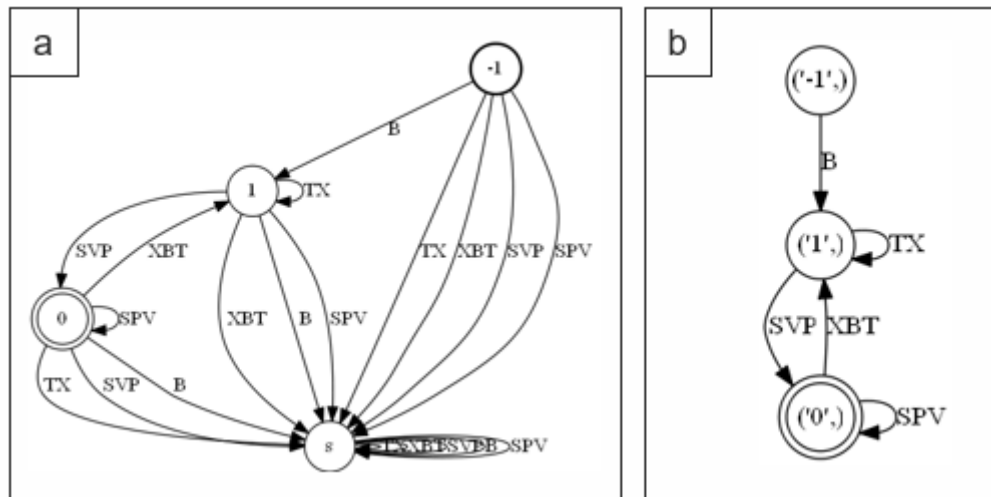 a
b
-1
('-1',)
B
B
1
TX
('1',)
TX
SVP
XBT
TX
XBT
SVP
SPV
0
SPV
XBT
B
SPV
SVP
XBT
TX
SVP
B
('0',)
SPV
s
SPV